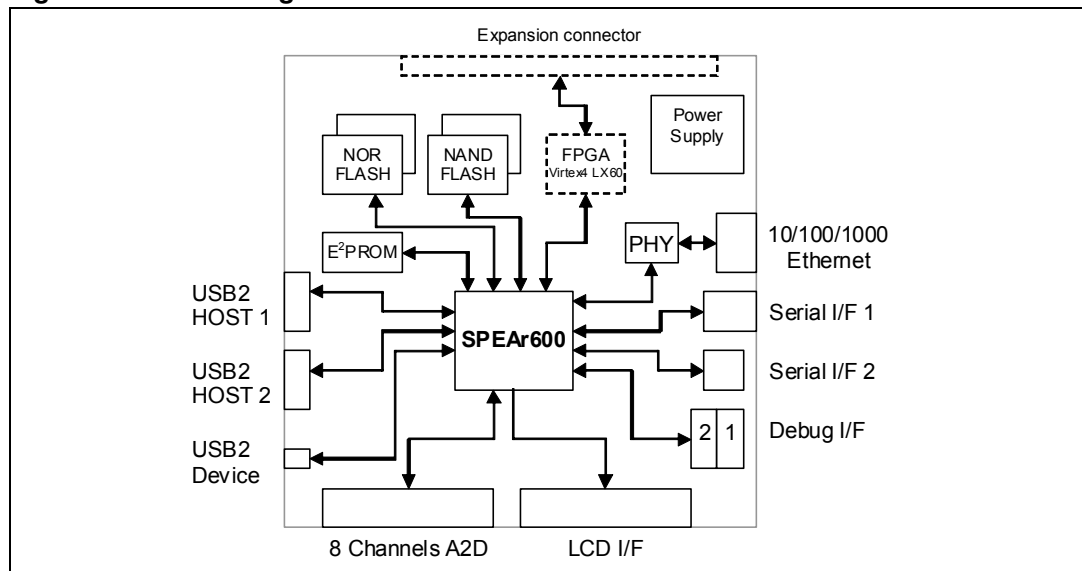 Expansion connector
Power
Supply
NOR
FLASH
NAND
FLASH
FPGA
Virtex4 LX60
E²PROM
PHY
10/100/1000
Ethernet
USB2
HOST 1
SPEAr600
Serial I/F 1
USB2
HOST 2
Serial I/F 2
2 1
Debug I/F
USB2
Device
8 Channels A2D
LCD I/F